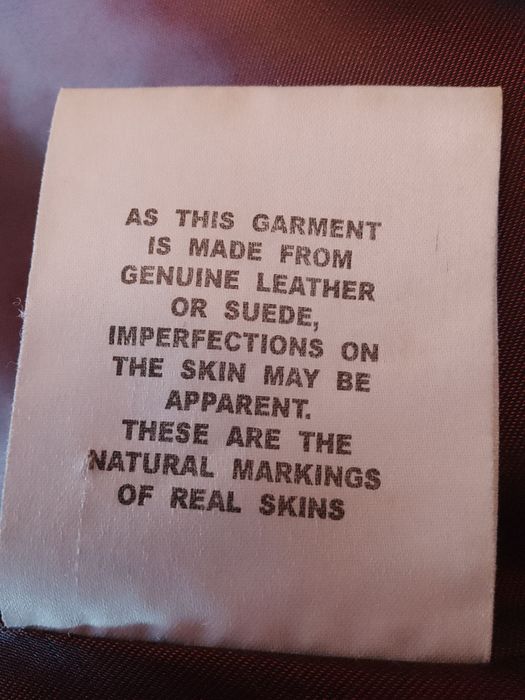 AS THIS GARMENT
IS MADE FROM
GENUINE LEATHER
OR SUEDE,
IMPERFECTIONS ON
THE SKIN MAY BE
APPARENT.
THESE ARE THE
NATURAL MARKINGS
OF REAL SKINS